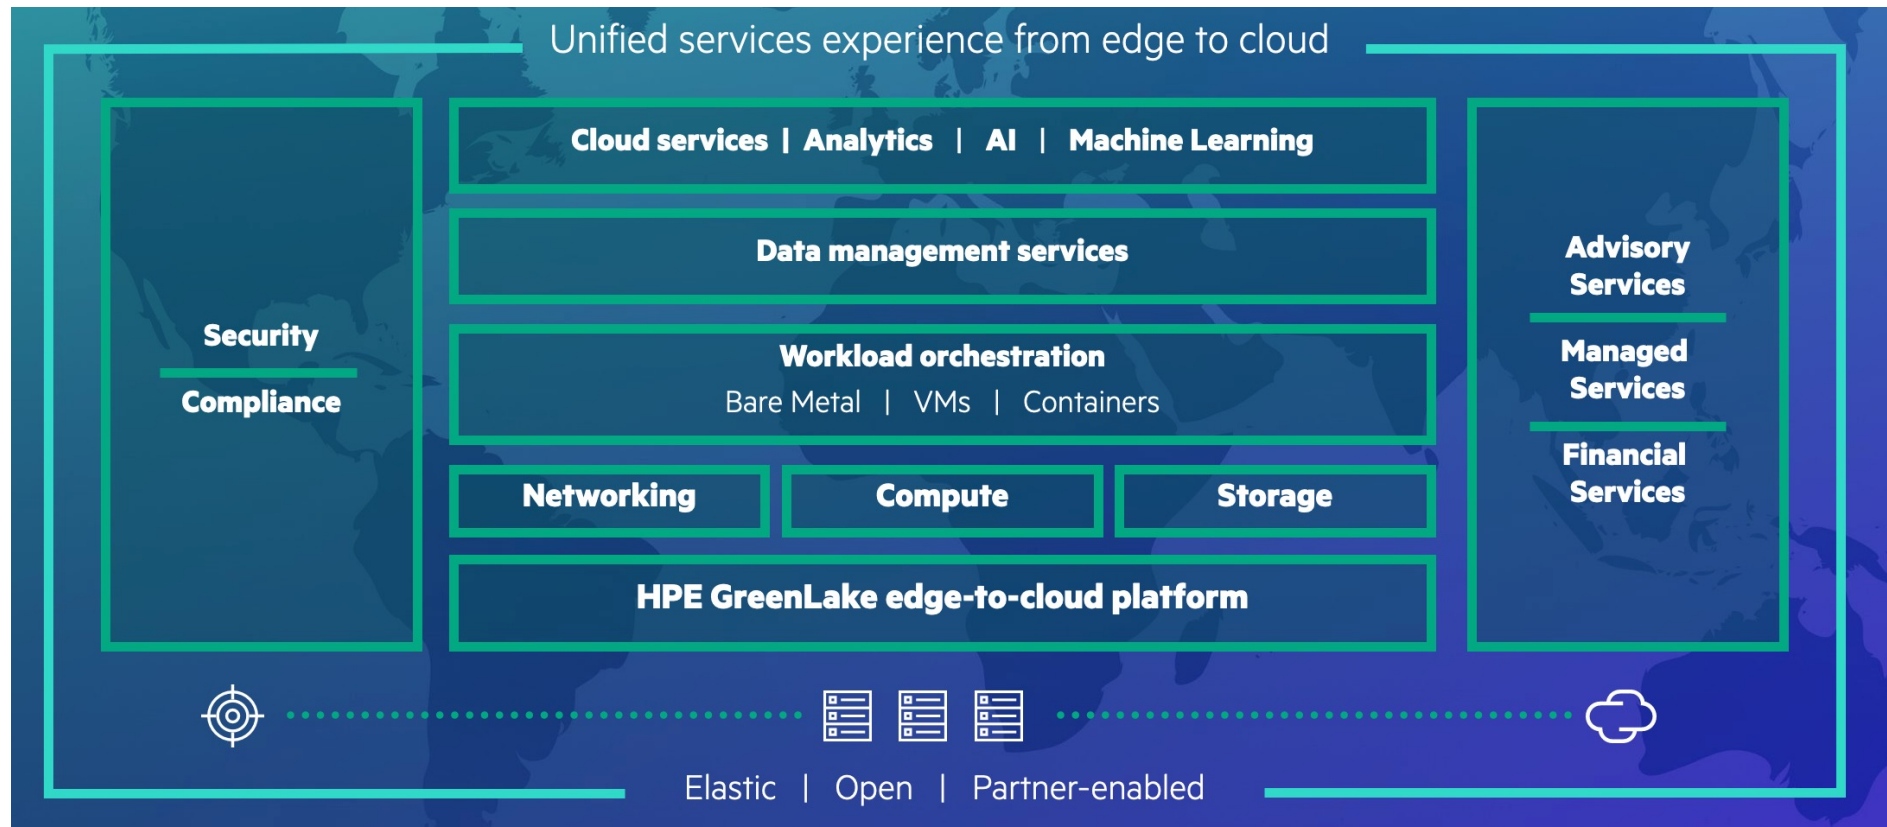 Unified services experience from edge to cloud
Security
Compliance
Cloud services | Analytics | AI | Machine Learning
Data management services
Workload orchestration
Bare Metal | VMs | Containers
Networking
Compute
Storage
HPE GreenLake edge-to-cloud platform
Advisory
Services
Managed
Services
Financial
Services
Elastic | Open | Partner-enabled